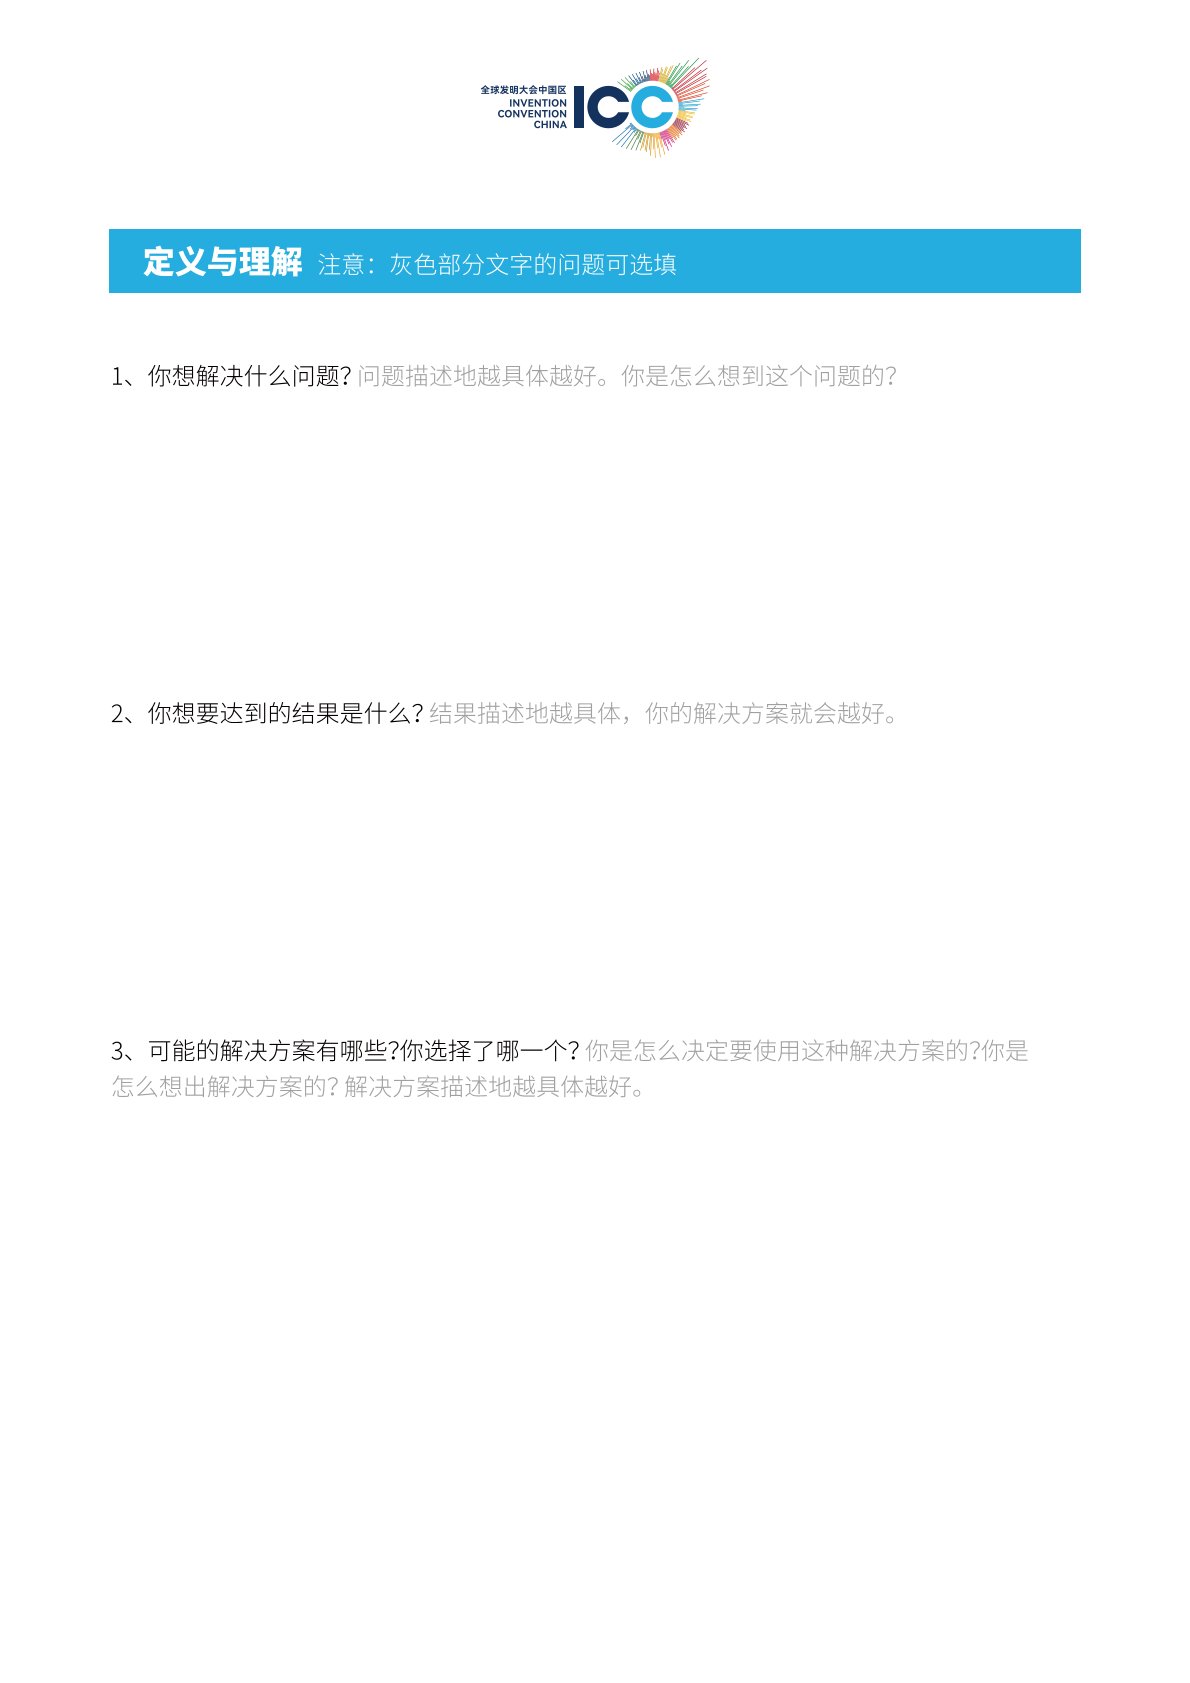 全球发明大会中国区
INVENTION
CONVENTION
CHINA
ICC
定义与理解 注意：灰色部分文字的问题可选填
1、你想解决什么问题？问题描述地越具体越好。你是怎么想到这个问题的？
2、你想要达到的结果是什么？结果描述地越具体，你的解决方案就会越好。
3、可能的解决方案有哪些？你选择了哪一个？你是怎么决定要使用这种解决方案的？你是
怎么想出解决方案的？解决方案描述地越具体越好。